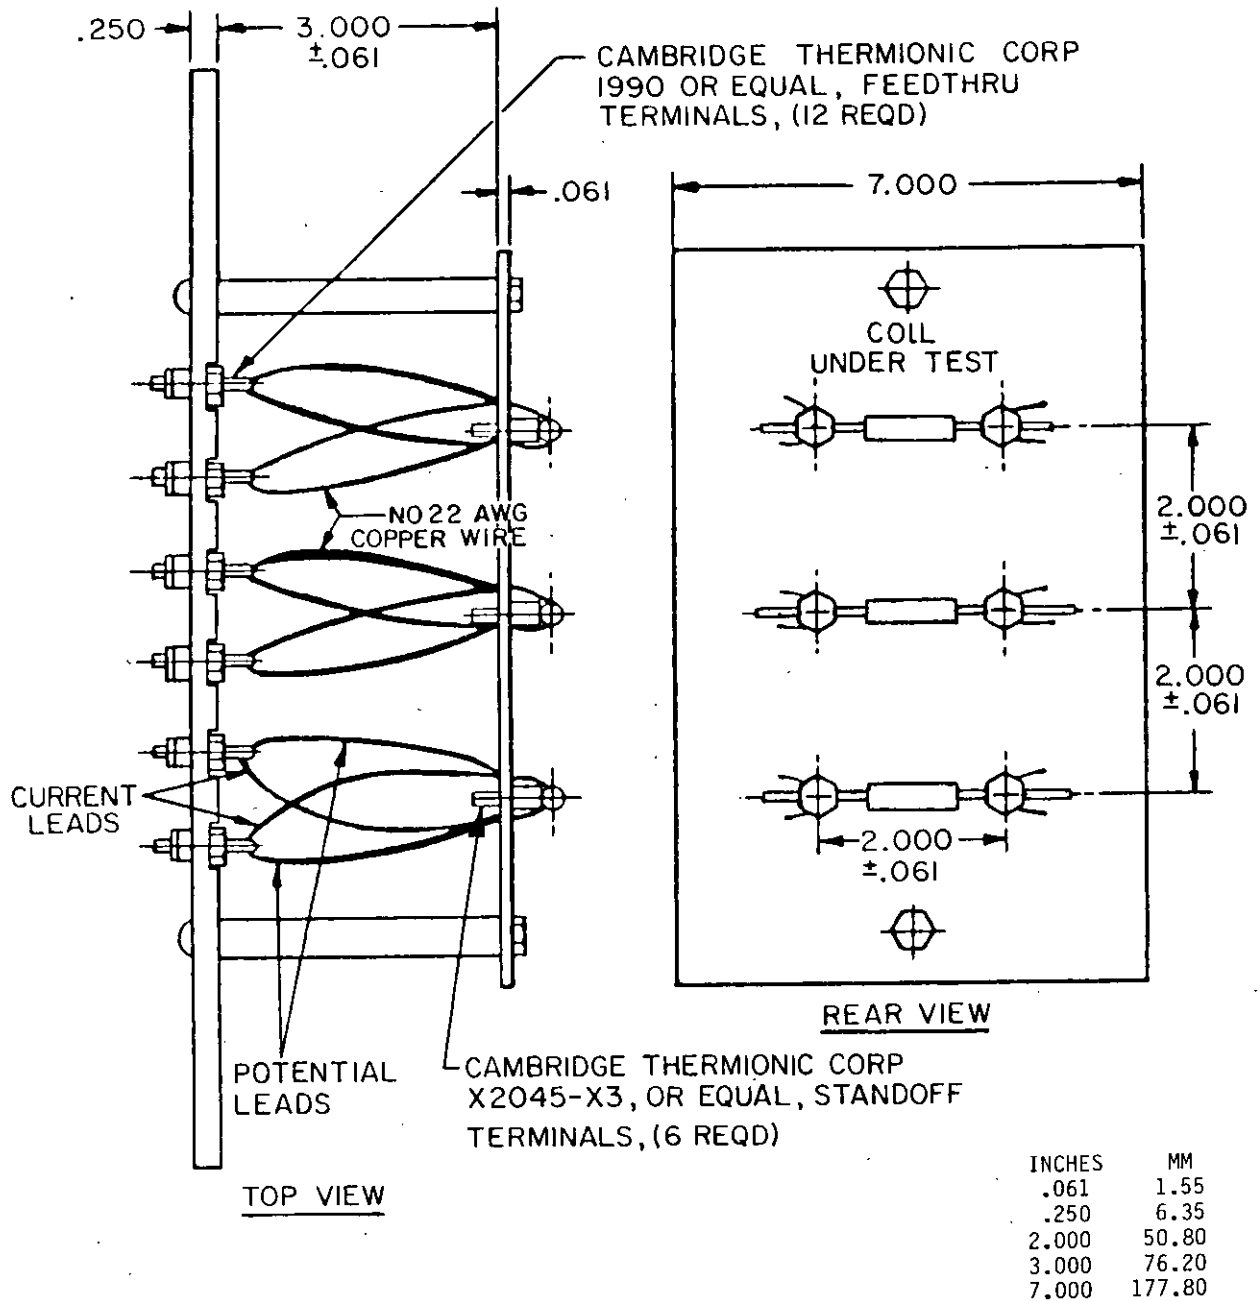 .250
3.000
±.061
CAMBRIDGE THERMIONIC CORP
1990 OR EQUAL, FEEDTHRU
TERMINALS, (12 REQD)
.061
7.000
COIL
UNDER TEST
NO 22 AWG
COPPER WIRE
2.000
±.061
2.000
±.061
CURRENT
LEADS
2.000
±.061
POTENTIAL
LEADS
CAMBRIDGE THERMIONIC CORP
X2045-X3, OR EQUAL, STANDOFF
TERMINALS, (6 REQD)
TOP VIEW
REAR VIEW
INCHES MM
.061 1.55
.250 6.35
2.000 50.80
3.000 76.20
7.000 177.80